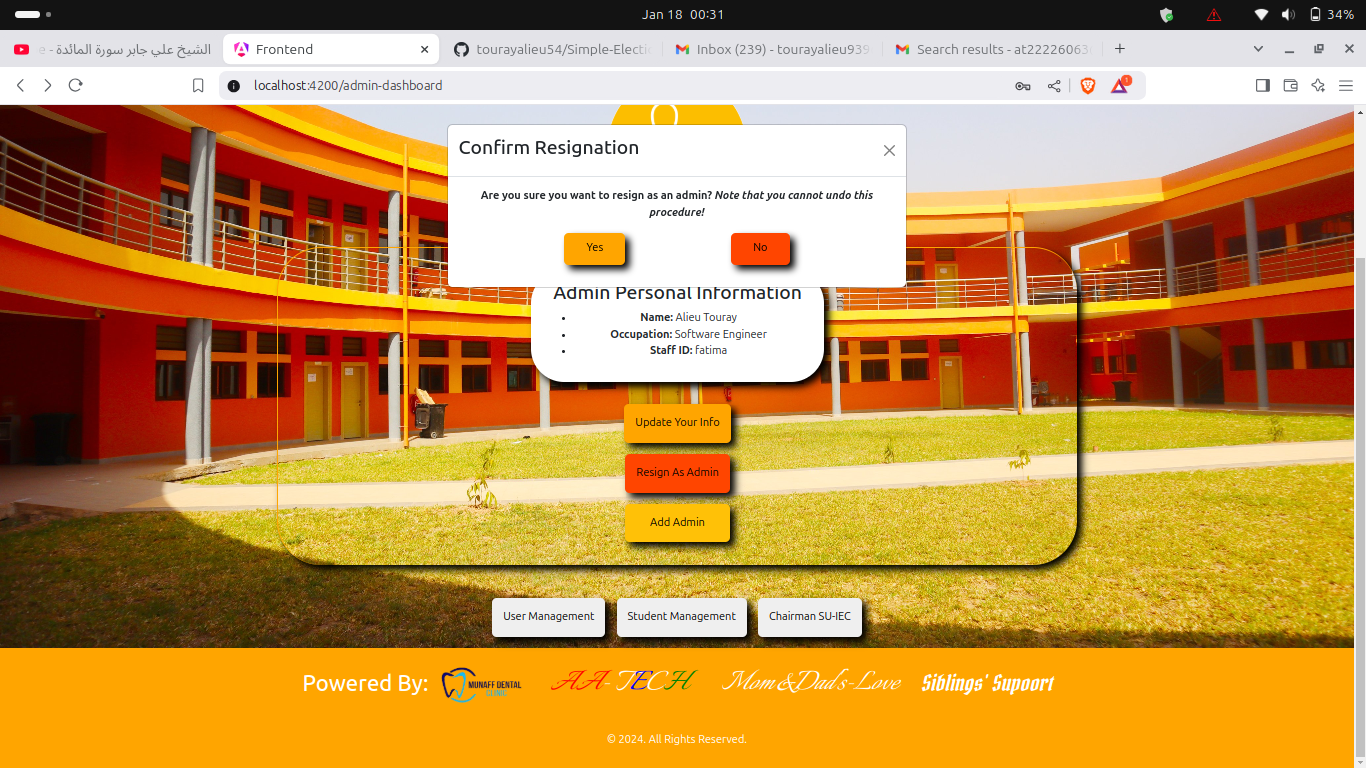 Jan 18 00:31
34%
الشيخ علي جابر سورة المائدة - e
Frontend
tourayalieu54/Simple-Electi
Inbox (239) - tourayalieu939
Search results - at22226063
localhost:4200/admin-dashboard
1
Confirm Resignation
Are you sure you want to resign as an admin? Note that you cannot undo this
procedure!
Yes
No
Admin Personal Information
• Name: Alieu Touray
• Occupation: Software Engineer
• Staff ID: fatima
Update Your Info
Resign As Admin
Add Admin
User Management
Student Management
Chairman SU-IEC
Powered By:
MUNAFF DENTAL
CLINIC
AA-TECH
Mom&Dad's-Love
Siblings' Supoort
© 2024. All Rights Reserved.